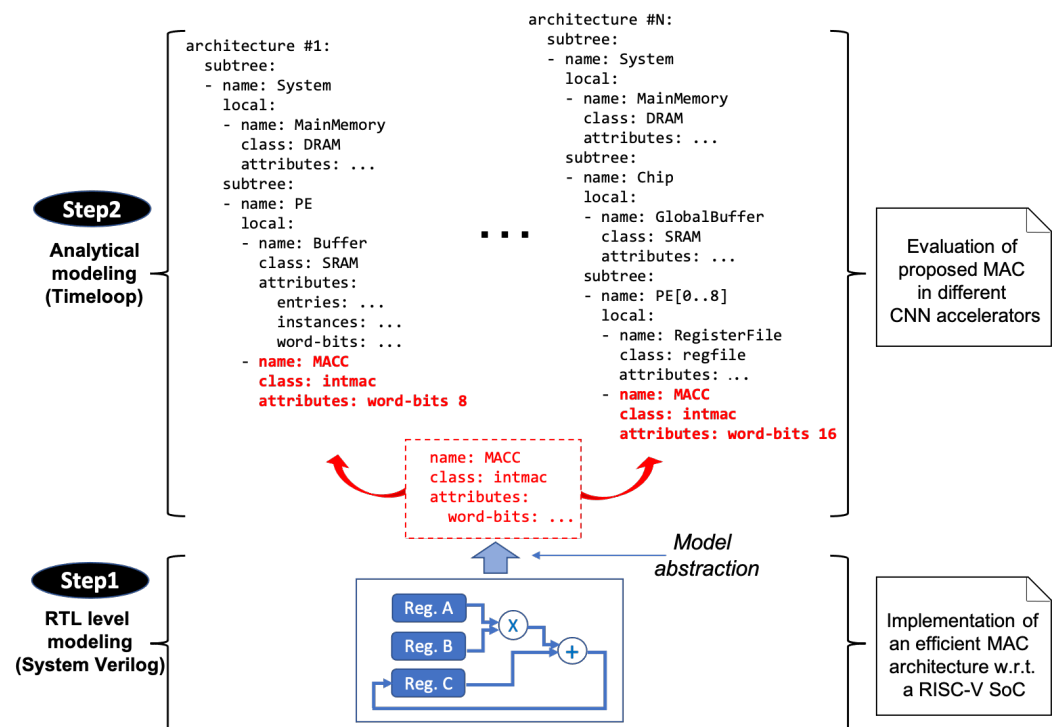 architecture #1:
subtree:
- name: System
local:
- name: MainMemory
class: DRAM
attributes: ...
subtree:
- name: PE
local:
- name: Buffer
class: SRAM
attributes:
entries: ...
instances: ...
word-bits: ...
- name: MACC
class: intmac
attributes: word-bits 8
...
architecture #N:
subtree:
- name: System
local:
- name: MainMemory
class: DRAM
attributes: ...
subtree:
- name: Chip
local:
- name: GlobalBuffer
class: SRAM
attributes: ...
subtree:
- name: PE[0..8]
local:
- name: RegisterFile
class: regfile
attributes: ...
- name: MACC
class: intmac
attributes: word-bits 16
Step2
Analytical
modeling
(Timeloop)
Evaluation of
proposed MAC
in different
CNN accelerators
name: MACC
class: intmac
attributes:
word-bits: ...
Model
abstraction
Step1
RTL level
modeling
(System Verilog)
Reg. A
Reg. B
Reg. C
X
+
Implementation of
an efficient MAC
architecture w.r.t.
a RISC-V SoC